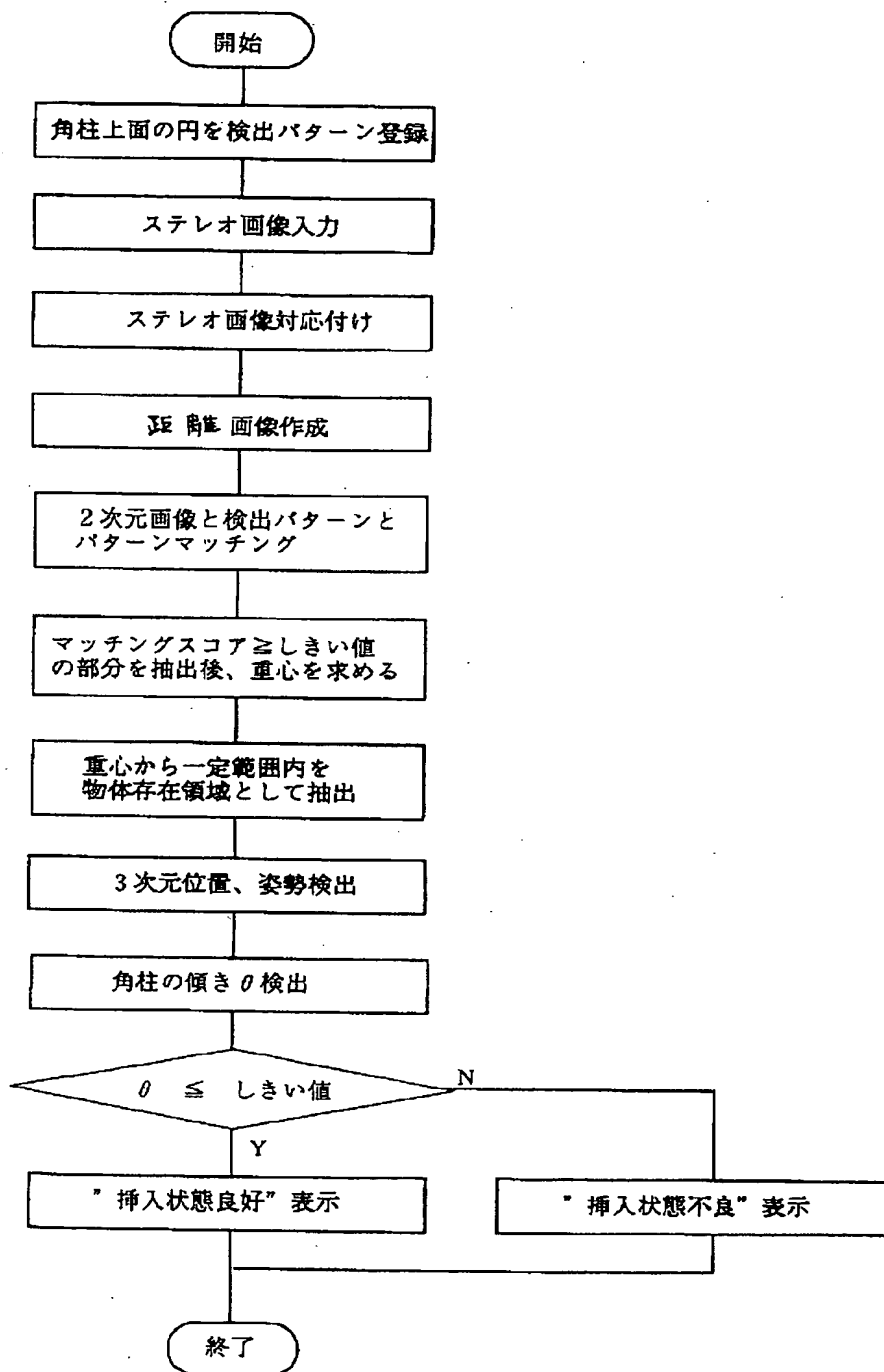 開始
角柱上面の円を検出パターン登録
ステレオ画像入力
ステレオ画像対応付け
距離画像作成
2次元画像と検出パターンと
パターンマッチング
マッチングスコア≧しきい値
の部分を抽出後、重心を求める
重心から一定範囲内を
物体存在領域として抽出
3次元位置、姿勢検出
角柱の傾きθ検出
θ ≦ しきい値
N
Y
"挿入状態良好"表示
"挿入状態不良"表示
終了